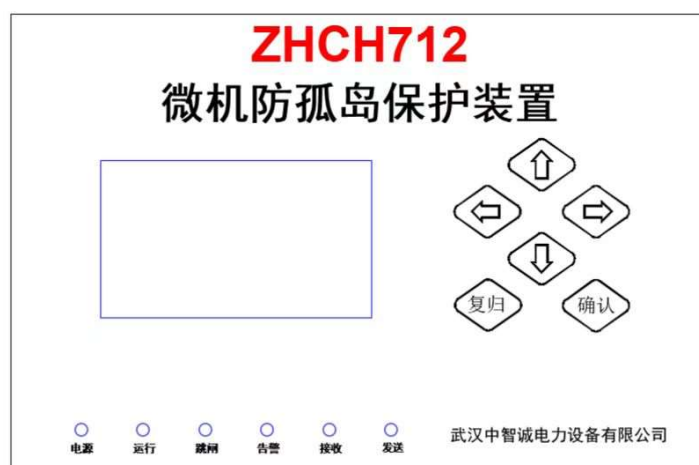 ZHCH712
微机防孤岛保护装置
复归 确认
电源 运行 跳闸 告警 接收 发送 武汉中智诚电力设备有限公司